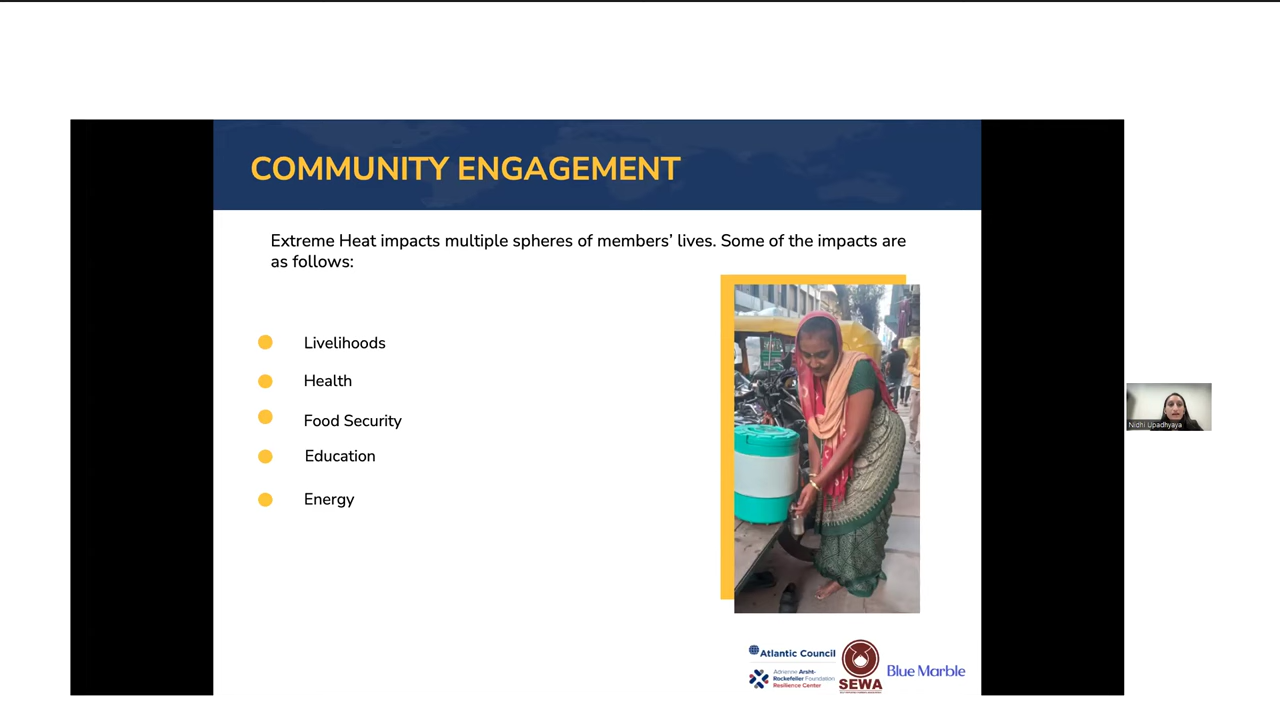 COMMUNITY ENGAGEMENT
Extreme Heat impacts multiple spheres of members’ lives. Some of the impacts are
as follows:
Livelihoods
Health
Food Security
Education
Energy
Nidhi Upadhyaya
Atlantic Council
Adrienne Arsht-
Rockefeller Foundation
Resilience Center
SEWA
Blue Marble